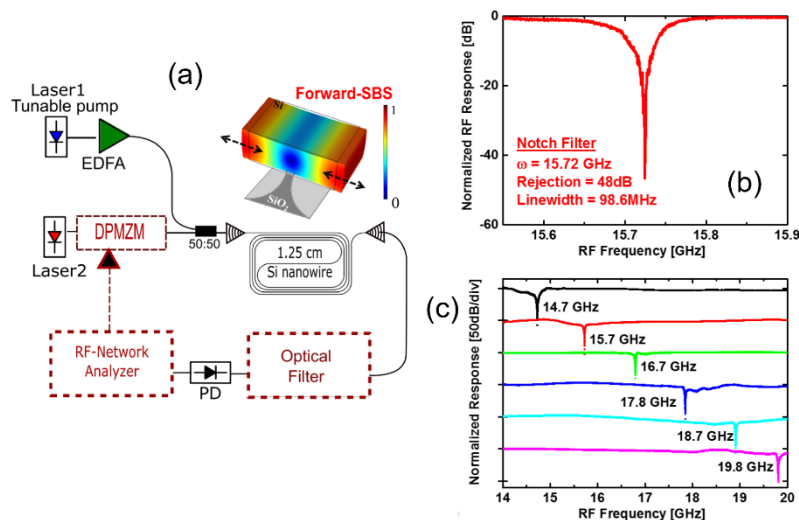 (a)
Laser1
Tunable pump
EDFA
Forward-SBS
Si
1
0
SiO₂
DPMZM
50:50
Laser2
1.25 cm
Si nanowire
RF-Network
Analyzer
PD
Optical
Filter
(b)
Normalized RF Response [dB]
0
-20
-40
-60
Notch Filter
ω = 15.72 GHz
Rejection = 48dB
Linewidth = 98.6MHz
15.6 15.7 15.8 15.9
RF Frequency [GHz]
(c)
Normalized Response [50dB/div]
14.7 GHz
15.7 GHz
16.7 GHz
17.8 GHz
18.7 GHz
19.8 GHz
14 15 16 17 18 19 20
RF Frequency [GHz]